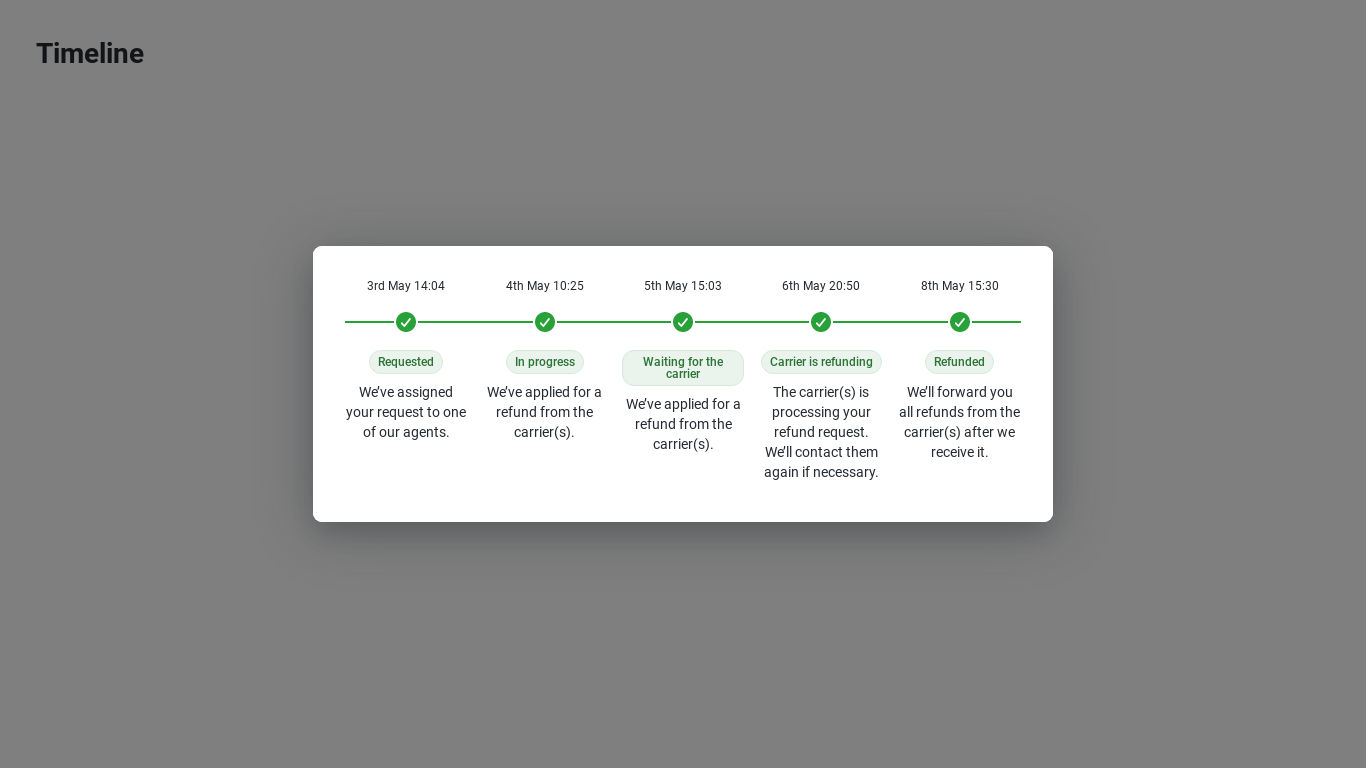 Timeline
3rd May 14:04
Requested
We’ve assigned
your request to one
of our agents.
4th May 10:25
In progress
We’ve applied for a
refund from the
carrier(s).
5th May 15:03
Waiting for the
carrier
We’ve applied for a
refund from the
carrier(s).
6th May 20:50
Carrier is refunding
The carrier(s) is
processing your
refund request.
We’ll contact them
again if necessary.
8th May 15:30
Refunded
We’ll forward you
all refunds from the
carrier(s) after we
receive it.